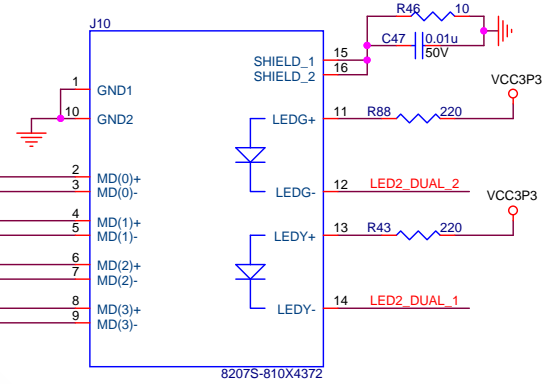 J10
R46 10
C47 0.01u
50V
SHIELD_1 15
SHIELD_2 16
VCC3P3
1 GND1
10 GND2
LEDG+ 11 R88 220
2 MD(0)+
3 MD(0)-
LEDG- 12 LED2_DUAL_2
VCC3P3
4 MD(1)+
5 MD(1)-
LEDY+ 13 R43 220
6 MD(2)+
7 MD(2)-
8 MD(3)+
9 MD(3)-
LEDY- 14 LED2_DUAL_1
8207S-810X4372